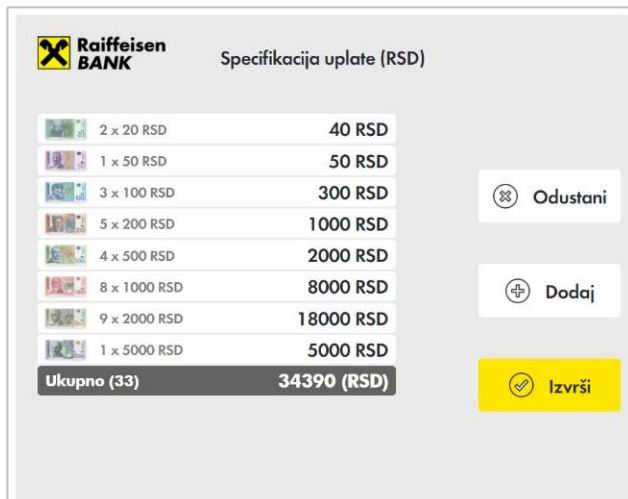 Raiffeisen
BANK
Specifikacija uplate (RSD)
2 x 20 RSD 40 RSD
1 x 50 RSD 50 RSD
3 x 100 RSD 300 RSD
5 x 200 RSD 1000 RSD
4 x 500 RSD 2000 RSD
8 x 1000 RSD 8000 RSD
9 x 2000 RSD 18000 RSD
1 x 5000 RSD 5000 RSD
Ukupno (33) 34390 (RSD)
Odustani
Dodaj
Izvrši